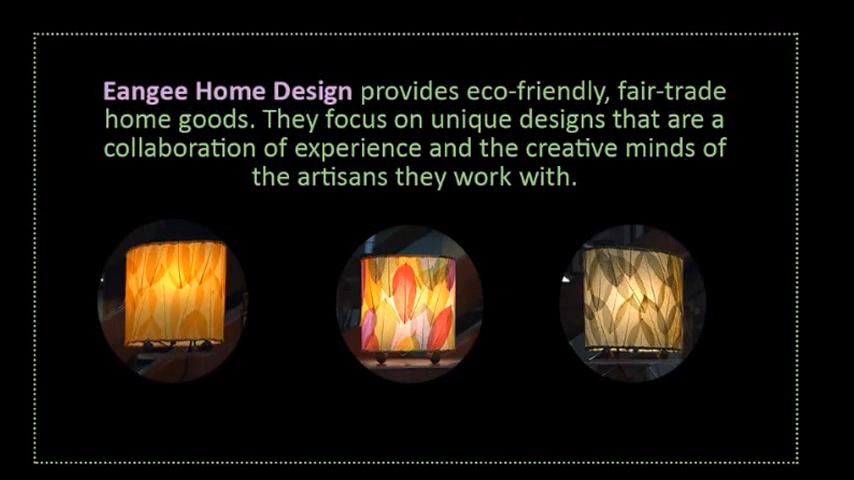 Eangee Home Design provides eco-friendly, fair-trade
home goods. They focus on unique designs that are a
collaboration of experience and the creative minds of
the artisans they work with.